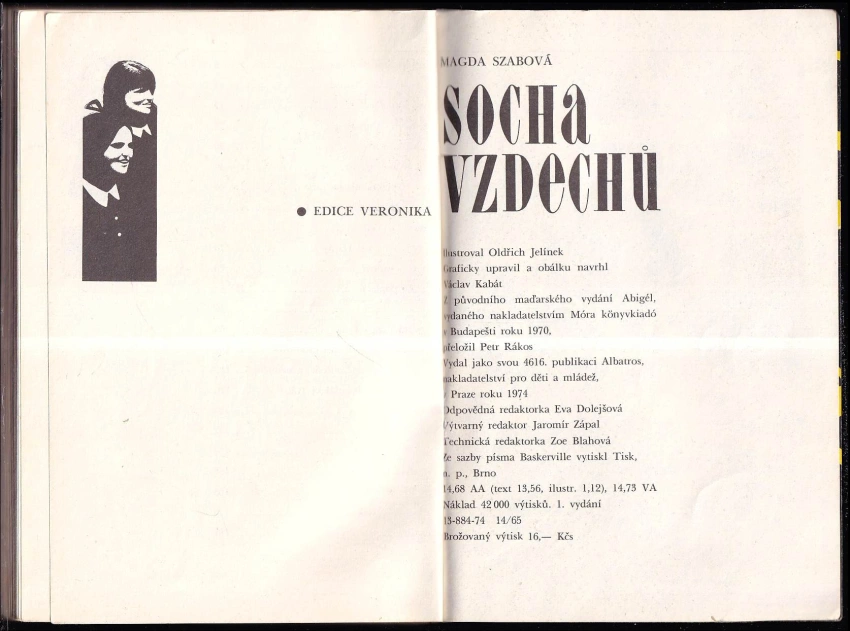 ● EDICE VERONIKA
MAGDA SZABOVÁ
SOCHa
VZDeCHŮ
Ilustroval Oldřich Jelínek
Graficky upravil a obálku navrhl
Václav Kabát
Z původního maďarského vydání Abigél,
vydaného nakladatelstvím Móra könyvkiadó
v Budapešti roku 1970,
přeložil Petr Rákos
Vydal jako svou 4616. publikaci Albatros,
nakladatelství pro děti a mládež,
v Praze roku 1974
Odpovědná redaktorka Eva Dolejšová
Výtvarný redaktor Jaromír Zápal
Technická redaktorka Zoe Blahová
Ze sazby písma Baskerville vytiskl Tisk,
n. p., Brno
14,68 AA (text 13,56, ilustr. 1,12), 14,73 VA
Náklad 42 000 výtisků. 1. vydání
13-884-74 14/65
Brožovaný výtisk 16,— Kčs